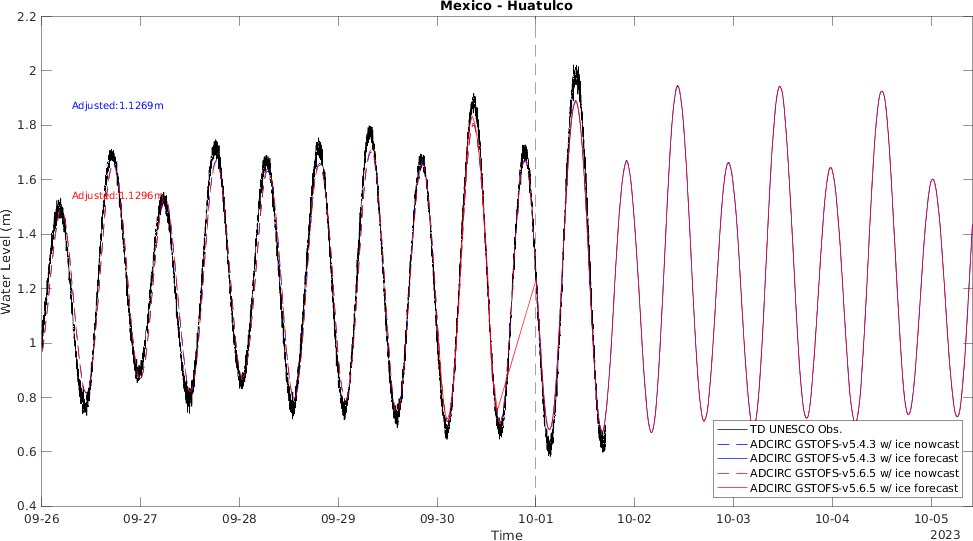 Mexico - Huatulco
2.2
2
1.8
1.6
1.4
1.2
1
0.8
0.6
0.4
Water Level (m)
Adjusted:1.1269m
Adjusted:1.1296m
TD UNESCO Obs.
ADCIRC GSTOFS-v5.4.3 w/ ice nowcast
ADCIRC GSTOFS-v5.4.3 w/ ice forecast
ADCIRC GSTOFS-v5.6.5 w/ ice nowcast
ADCIRC GSTOFS-v5.6.5 w/ ice forecast
09-26 09-27 09-28 09-29 09-30 10-01 10-02 10-03 10-04 10-05
Time
2023